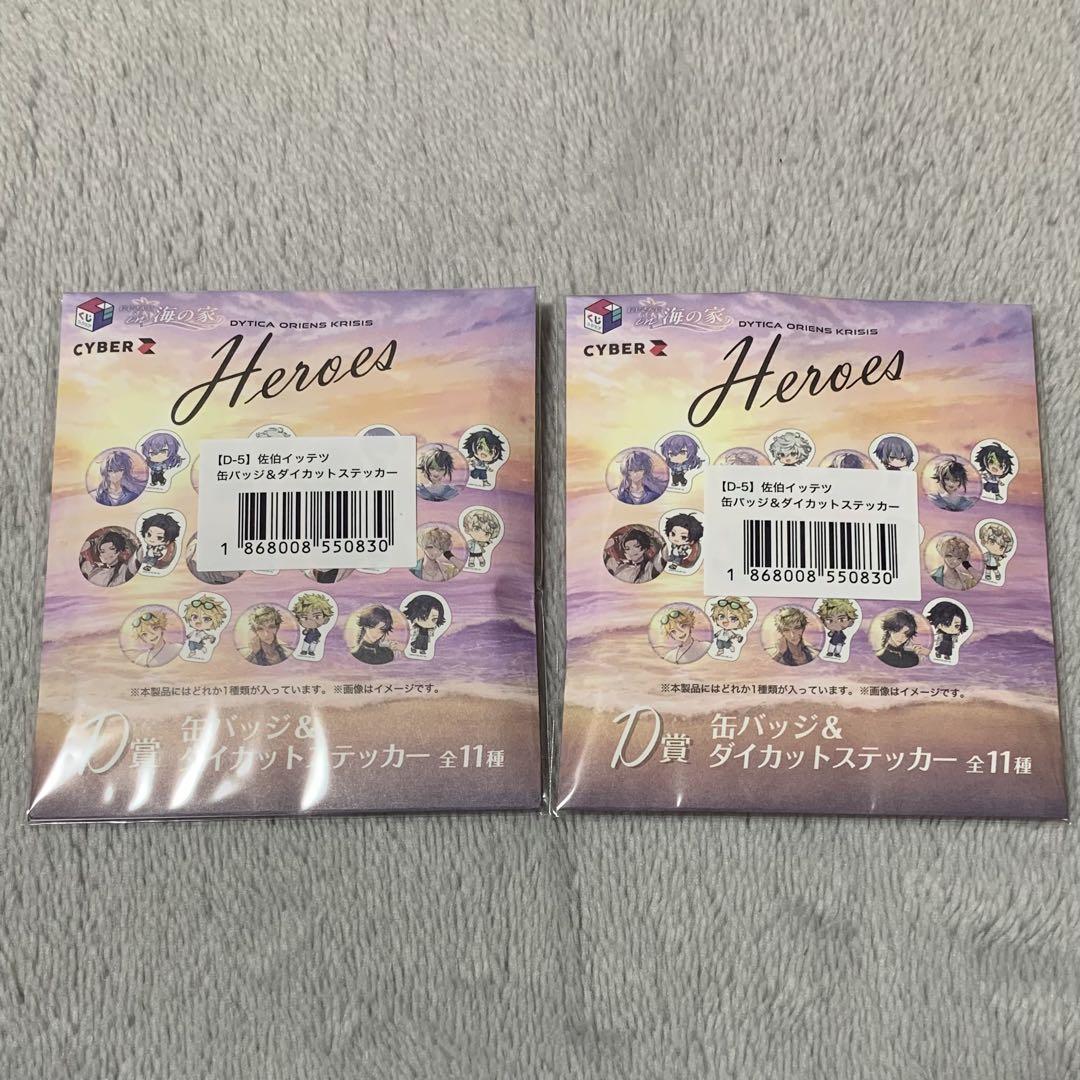 くじ
海の家
DYTICA ORIENS KRISIS
CYBER Z
Heroes
【D-5】佐伯イッテツ
缶バッジ&ダイカットステッカー
1 868008 550830
※本製品にはどれか1種類が入っています。※画像はイメージです。
D賞
缶バッジ&
ダイカットステッカー 全11種
くじ
海の家
DYTICA ORIENS KRISIS
CYBER Z
Heroes
【D-5】佐伯イッテツ
缶バッジ&ダイカットステッカー
1 868008 550830
※本製品にはどれか1種類が入っています。※画像はイメージです。
D賞
缶バッジ&
ダイカットステッカー 全11種